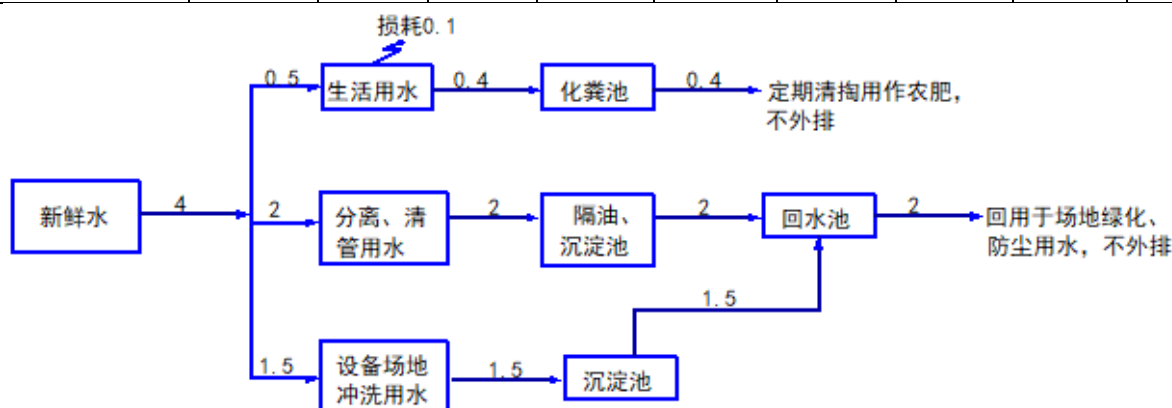 损耗0.1
0.5
生活用水
0.4
化粪池
0.4
定期清掏用作农肥，
不外排
新鲜水
4
2
分离、清
管用水
2
隔油、
沉淀池
2
回水池
2
回用于场地绿化、
防尘用水，不外排
1.5
1.5
设备场地
冲洗用水
1.5
沉淀池